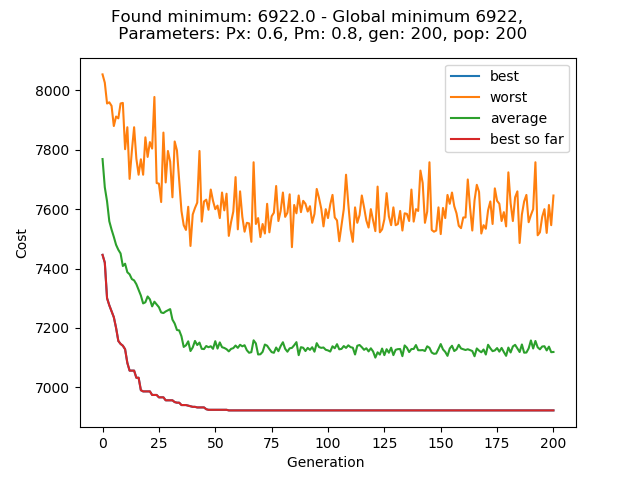 Found minimum: 6922.0 - Global minimum 6922,
Parameters: Px: 0.6, Pm: 0.8, gen: 200, pop: 200
best
worst
average
best so far
8000
7800
7600
7400
7200
7000
Cost
0 25 50 75 100 125 150 175 200
Generation